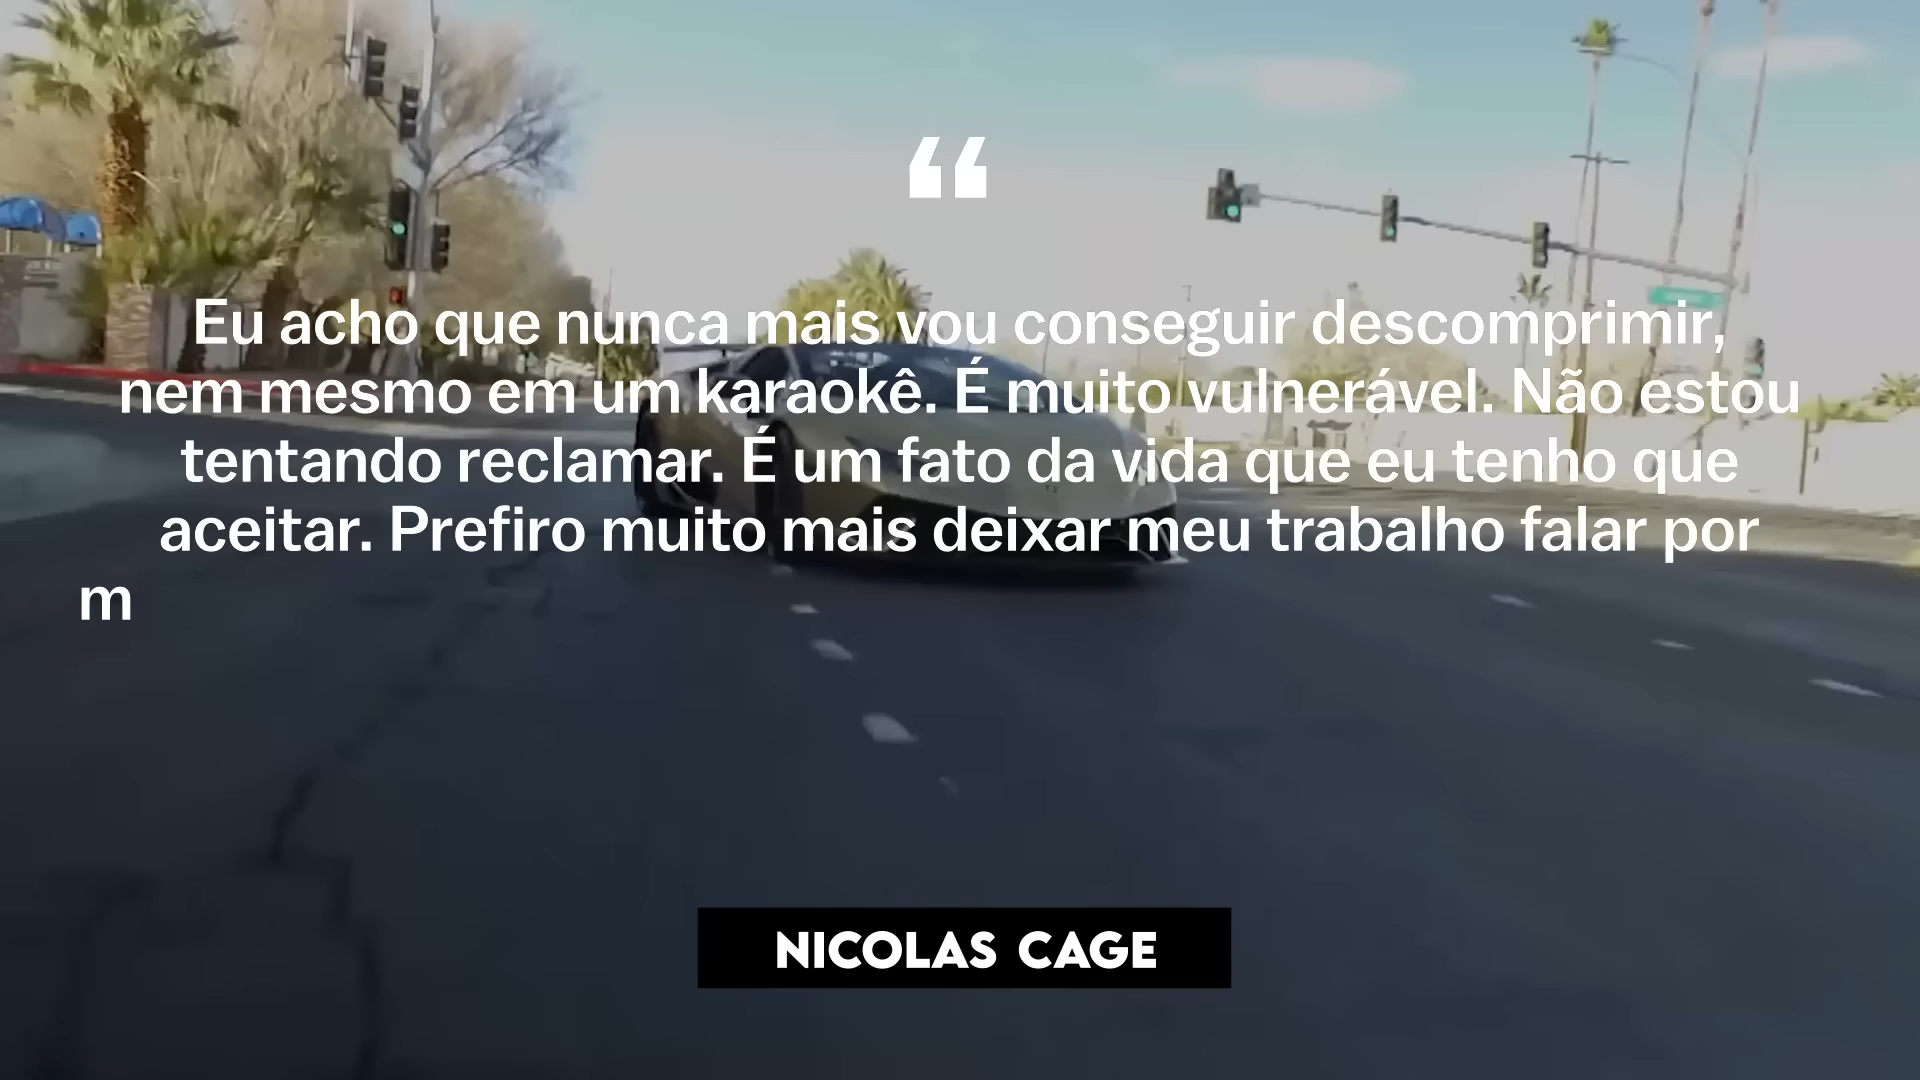 “
Eu acho que nunca mais vou conseguir descomprimir,
nem mesmo em um karaokê. É muito vulnerável. Não estou
tentando reclamar. É um fato da vida que eu tenho que
aceitar. Prefiro muito mais deixar meu trabalho falar por
m
NICOLAS CAGE